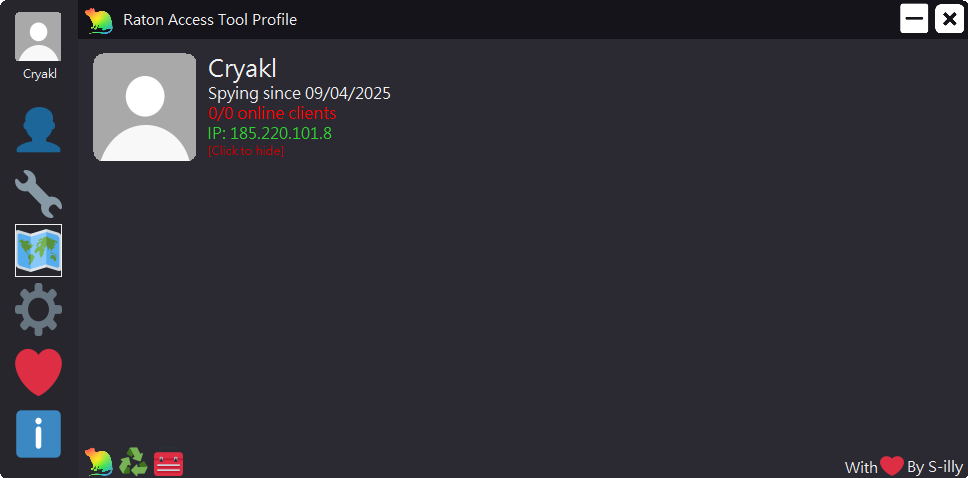 Raton Access Tool Profile
Cryakl
Cryakl
Spying since 09/04/2025
0/0 online clients
IP: 185.220.101.8
[Click to hide]
With By S-illy